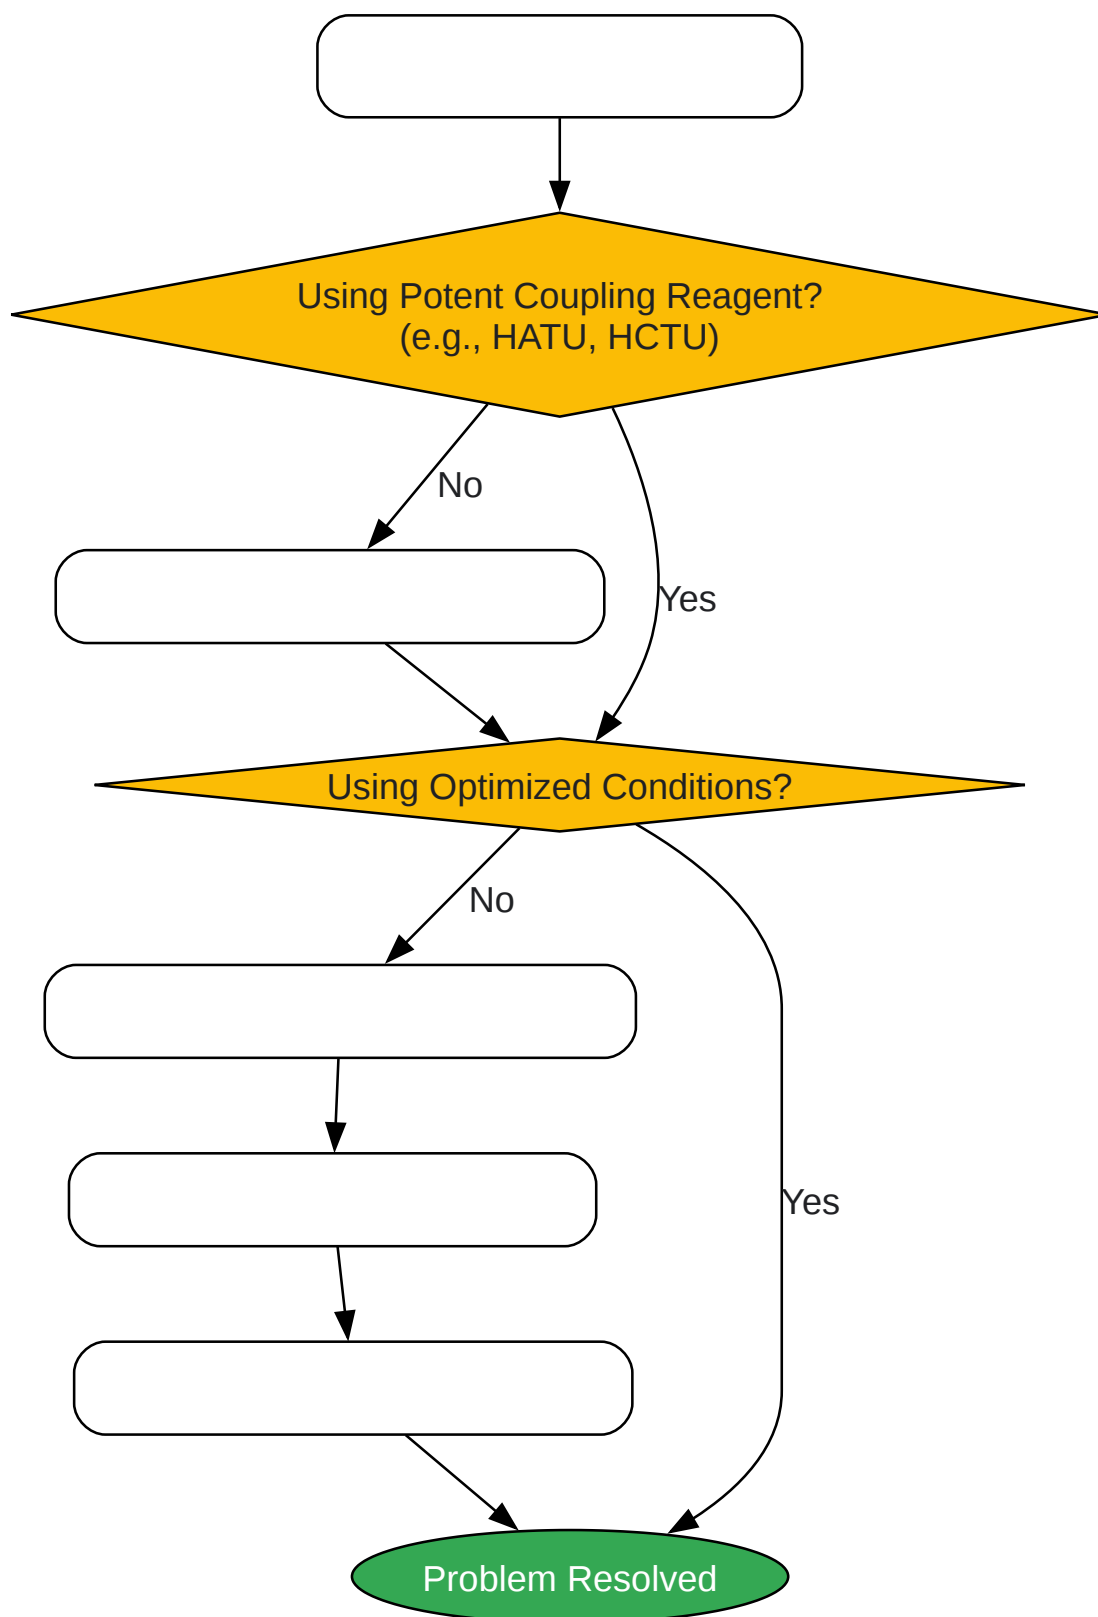 Using Potent Coupling Reagent?
(e.g., HATU, HCTU)
No
Yes
Using Optimized Conditions?
No
Yes
Problem Resolved